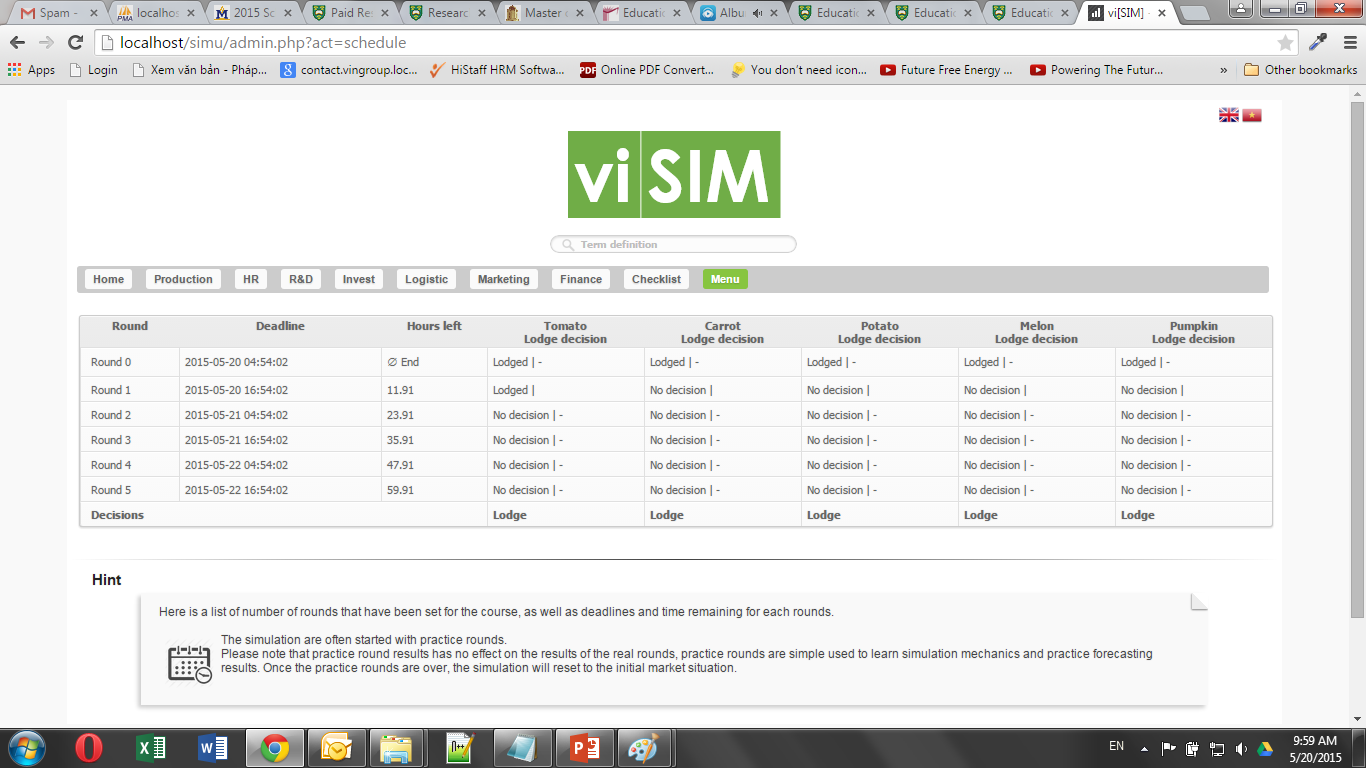 Spam -
localhos
2015 Sc
Paid Re
Researc
Master
Educatio
Albu
Educatio
Educatio
Educatio
vi[SIM] -
localhost/simu/admin.php?act=schedule
Apps Login Xem văn bản - Pháp... contact.vingroup.loc... HiStaff HRM Softwa... Online PDF Convert... You don't need icon... Future Free Energy ... Powering The Futur... » Other bookmarks
vi SIM
Term definition
Home Production HR R&D Invest Logistic Marketing Finance Checklist Menu
Round Deadline Hours left Tomato Carrot Potato Melon Pumpkin
Lodge decision Lodge decision Lodge decision Lodge decision Lodge decision
Round 0 2015-05-20 04:54:02 ∅ End Lodged | - Lodged | - Lodged | - Lodged | - Lodged | -
Round 1 2015-05-20 16:54:02 11.91 Lodged | No decision | No decision | No decision | No decision |
Round 2 2015-05-21 04:54:02 23.91 No decision | - No decision | - No decision | - No decision | - No decision | -
Round 3 2015-05-21 16:54:02 35.91 No decision | - No decision | - No decision | - No decision | - No decision | -
Round 4 2015-05-22 04:54:02 47.91 No decision | - No decision | - No decision | - No decision | - No decision | -
Round 5 2015-05-22 16:54:02 59.91 No decision | - No decision | - No decision | - No decision | - No decision | -
Decisions Lodge Lodge Lodge Lodge Lodge
Hint
Here is a list of number of rounds that have been set for the course, as well as deadlines and time remaining for each rounds.
The simulation are often started with practice rounds.
Please note that practice round results has no effect on the results of the real rounds, practice rounds are simple used to learn simulation mechanics and practice forecasting
results. Once the practice rounds are over, the simulation will reset to the initial market situation.
EN 9:59 AM
5/20/2015